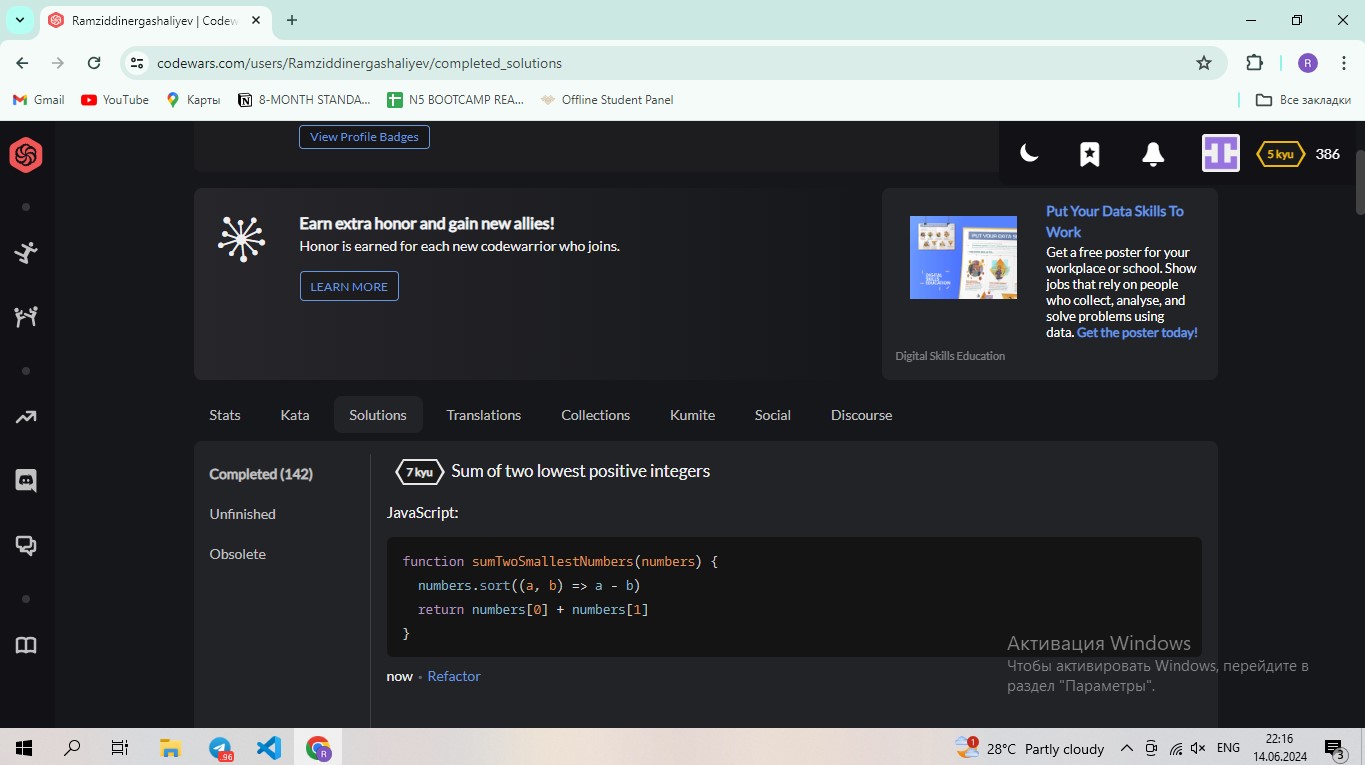 Ramziddinergashaliyev | Codew
codewars.com/users/Ramziddinergashaliyev/completed_solutions
R
Gmail
YouTube
Карты
8-MONTH STANDA...
N5 BOOTCAMP REA...
Offline Student Panel
Все закладки
View Profile Badges
5 kyu
386
Earn extra honor and gain new allies!
Honor is earned for each new codewarrior who joins.
LEARN MORE
PUT YOUR DATA
DIGITAL
SKILLS
EDUCATION
Put Your Data Skills To
Work
Get a free poster for your
workplace or school. Show
jobs that rely on people
who collect, analyse, and
solve problems using
data. Get the poster today!
Digital Skills Education
Stats
Kata
Solutions
Translations
Collections
Kumite
Social
Discourse
Completed (142)
Unfinished
Obsolete
7 kyu
Sum of two lowest positive integers
JavaScript:
function sumTwoSmallestNumbers(numbers) {
numbers.sort((a, b) => a - b)
return numbers[0] + numbers[1]
}
now • Refactor
Активация Windows
Чтобы активировать Windows, перейдите в
раздел "Параметры".
96
R
1
28°C Partly cloudy
ENG
22:16
14.06.2024
3